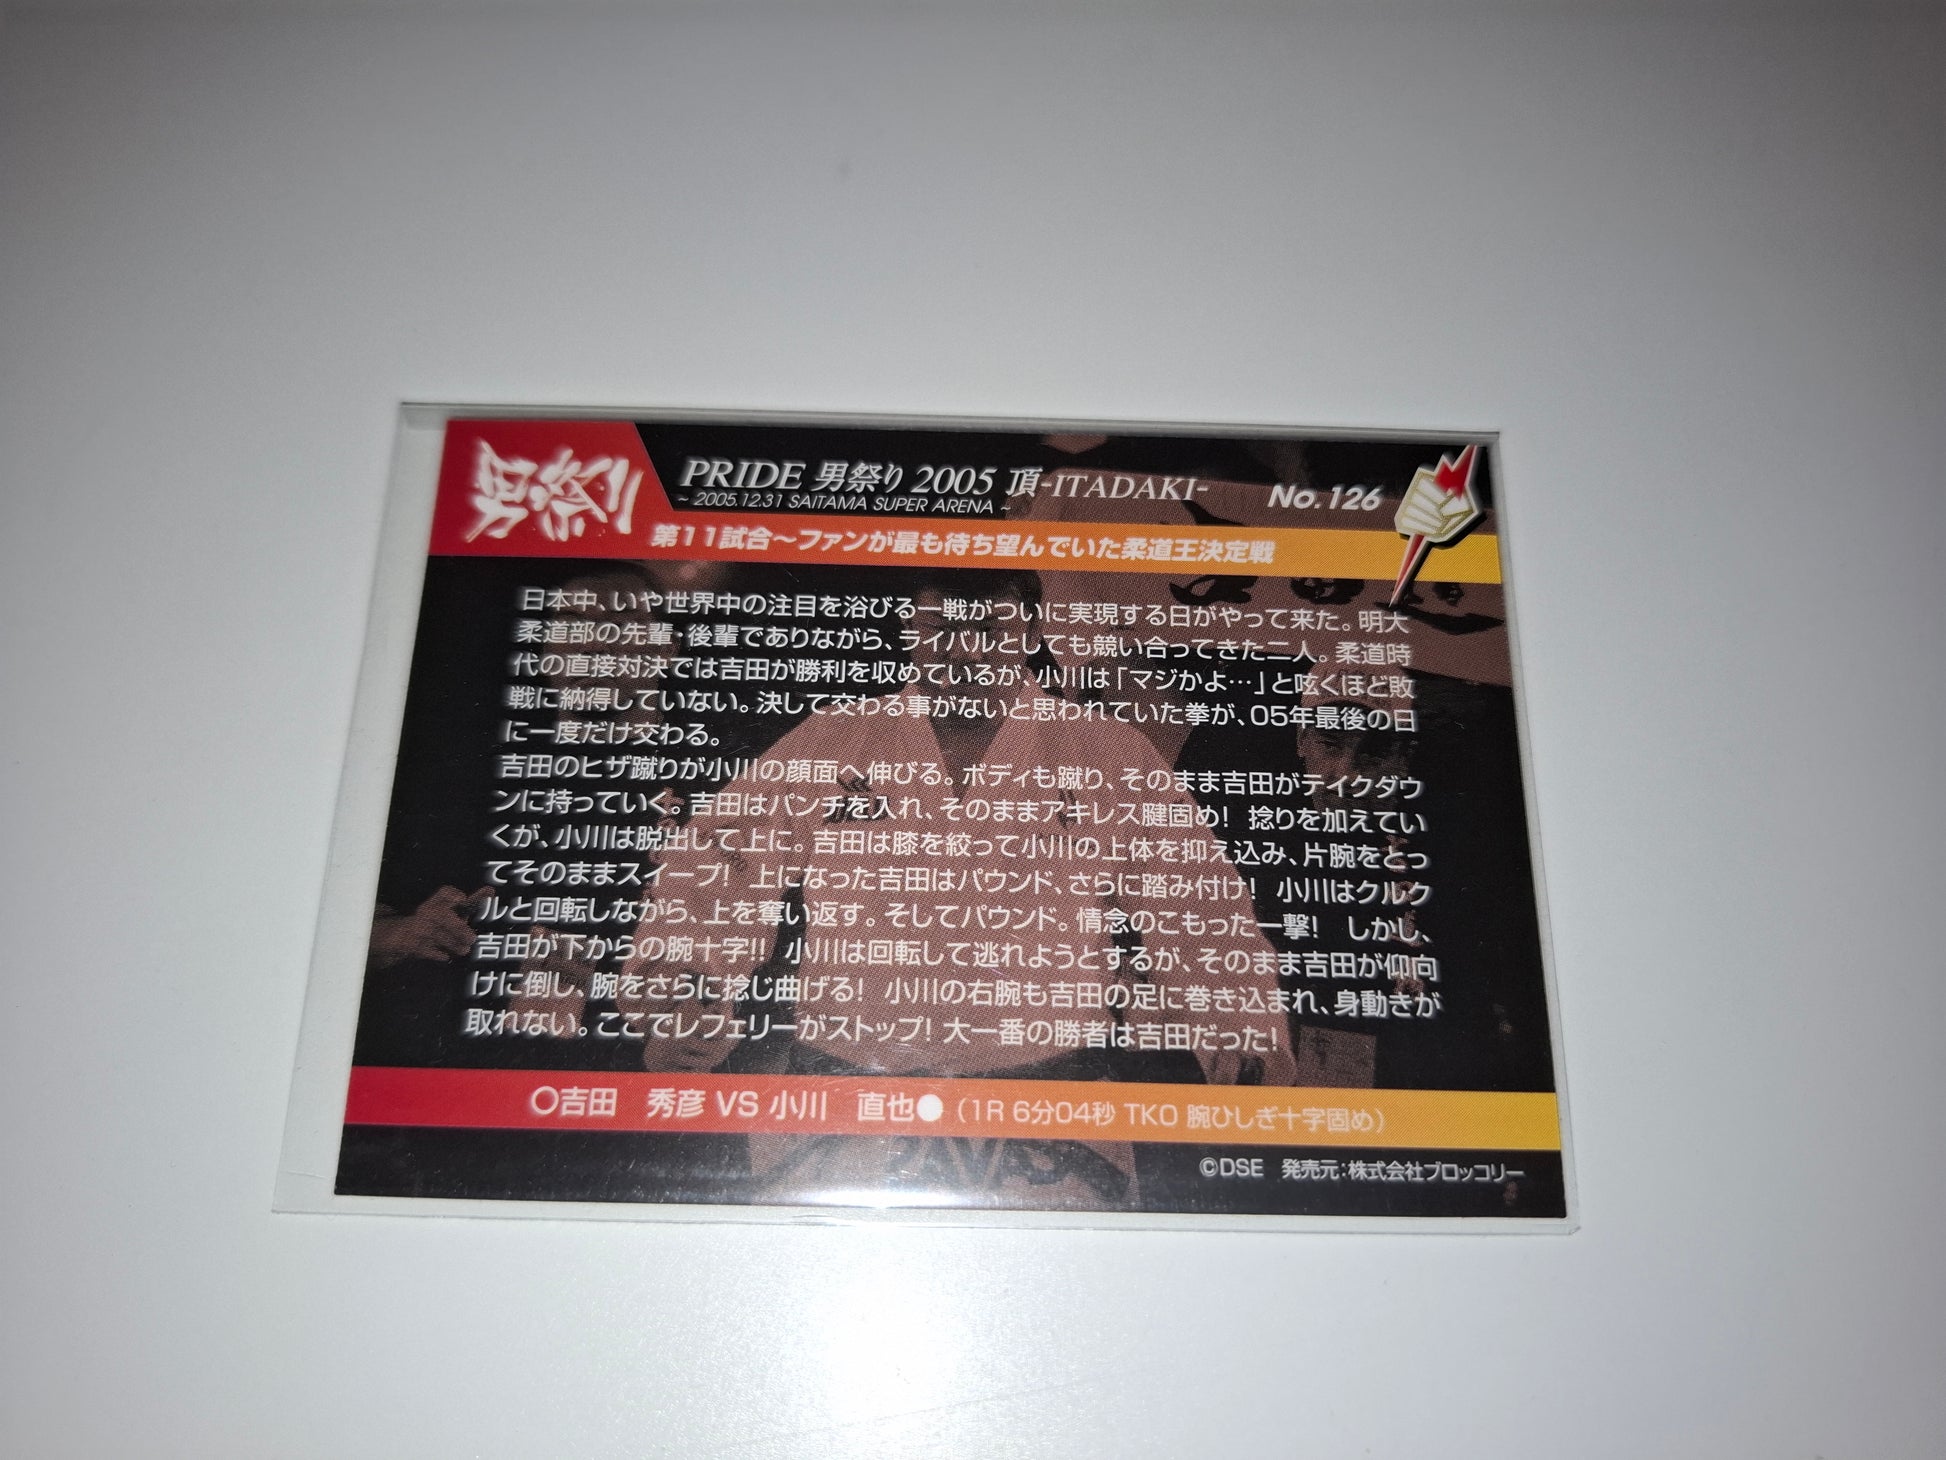 男祭り
PRIDE 男祭り 2005 頂-ITADAKI-
No.126
~ 2005.12.31 SAITAMA SUPER ARENA ~
第11試合～ファンが最も待ち望んでいた柔道王決定戦
日本中、いや世界中の注目を浴びる一戦がついに実現する日がやって来た。明大
柔道部の先輩・後輩でありながら、ライバルとしても競い合ってきた二人。柔道時
代の直接対決では吉田が勝利を収めているが、小川は「マジかよ…」と呟くほど敗
戦に納得していない。決して交わる事がないと思われていた拳が、05年最後の日
に一度だけ交わる。
吉田のヒザ蹴りが小川の顔面へ伸びる。ボディも蹴り、そのまま吉田がテイクダウ
ンに持っていく。吉田はパンチを入れ、そのままアキレス腱固め！ 捻りを加えてい
くが、小川は脱出して上に。吉田は膝を絞って小川の上体を抑え込み、片腕をとっ
てそのままスイープ！ 上になった吉田はパウンド、さらに踏み付け！ 小川はクルク
ルと回転しながら、上を奪い返す。そしてパウンド。情念のこもった一撃！ しかし、
吉田が下からの腕十字!! 小川は回転して逃れようとするが、そのまま吉田が仰向
けに倒し、腕をさらに捻じ曲げる！ 小川の右腕も吉田の足に巻き込まれ、身動きが
取れない。ここでレフェリーがストップ！大一番の勝者は吉田だった！
○吉田 秀彦 VS 小川 直也●（1R 6分04秒 TKO 腕ひしぎ十字固め）
©DSE 発売元：株式会社ブロッコリー